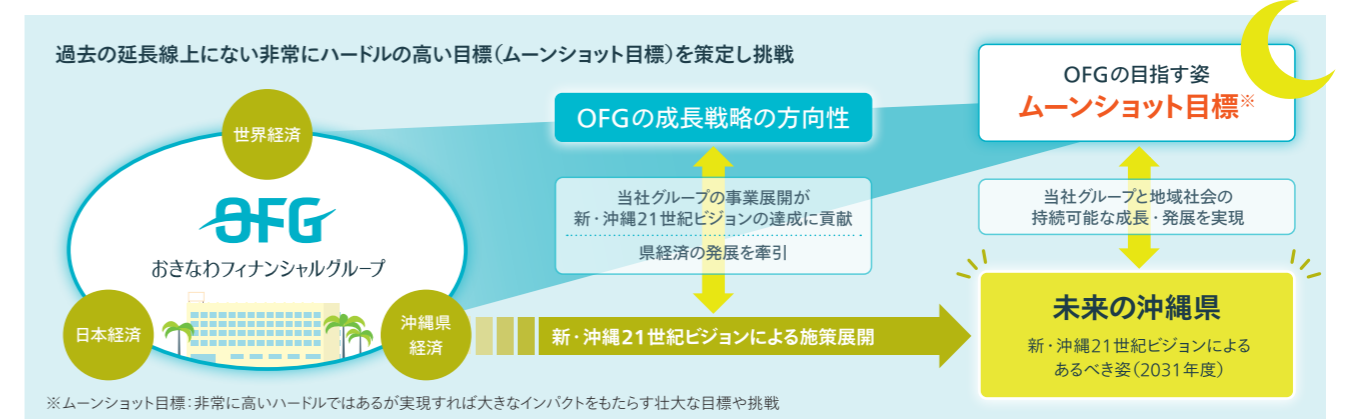 過去の延長線上にない非常にハードルの高い目標（ムーンショット目標）を策定し挑戦
世界経済
OFG
おきなわフィナンシャルグループ
日本経済
沖縄県
経済
OFGの成長戦略の方向性
当社グループの事業展開が
新・沖縄21世紀ビジョンの達成に貢献
県経済の発展を牽引
新・沖縄21世紀ビジョンによる施策展開
OFGの目指す姿
ムーンショット目標※
当社グループと地域社会の
持続可能な成長・発展を実現
未来の沖縄県
新・沖縄21世紀ビジョンによる
あるべき姿（2031年度）
※ムーンショット目標：非常に高いハードルではあるが実現すれば大きなインパクトをもたらす壮大な目標や挑戦